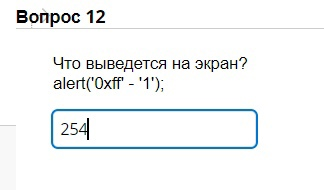 Вопрос 12
Что выведется на экран?
alert('0xff' - '1');
254